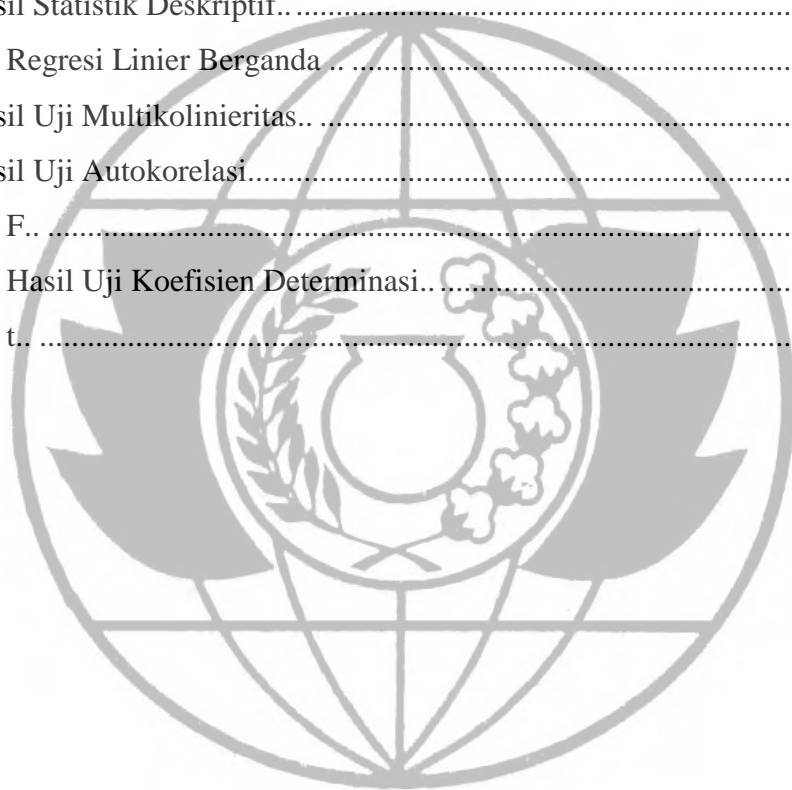 sil Statistik Deskriptif.. ........................................................................
Regresi Linier Berganda .. ................................................................
sil Uji Multikolinieritas.. .....................................................................
sil Uji Autokorelasi...............................................................................
F.. ..........................................................................................................
Hasil Uji Koefisien Determinasi.. ....................................................
t.. ...........................................................................................................